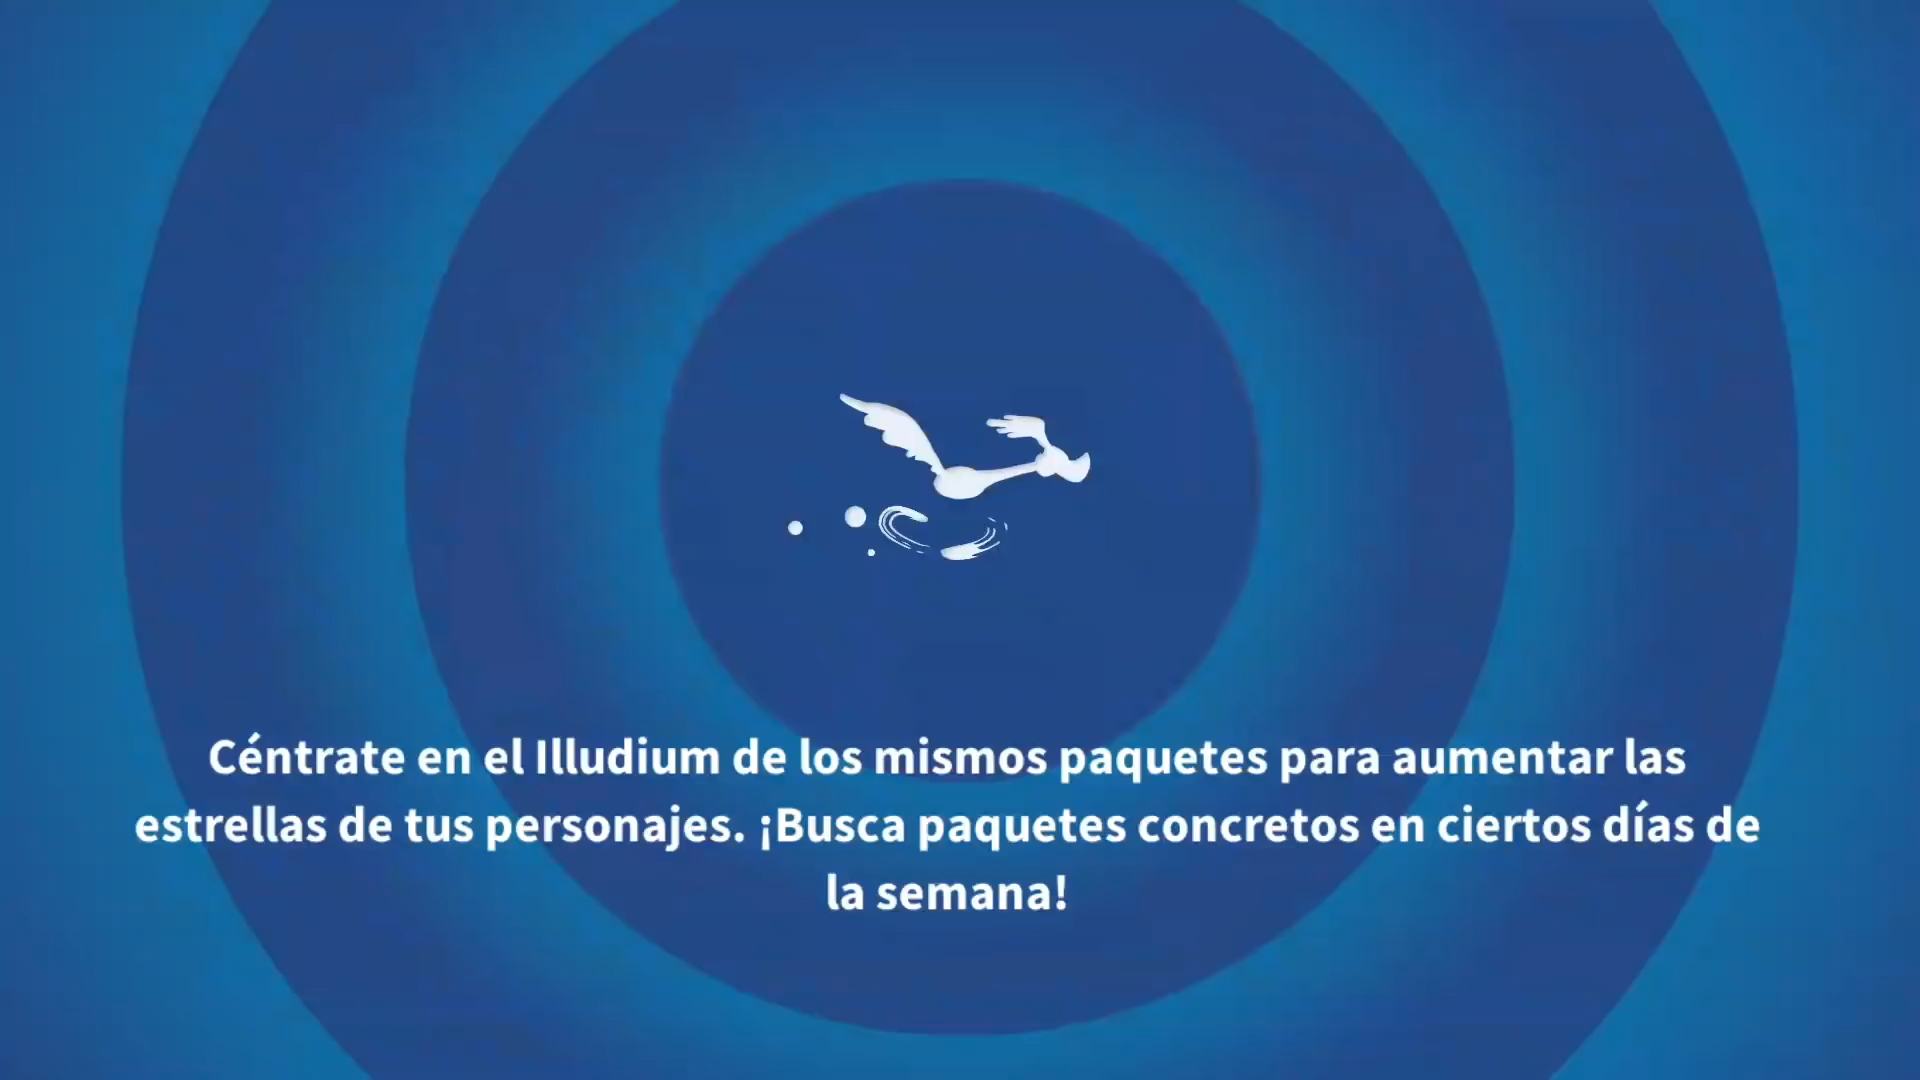 Céntrate en el Illudium de los mismos paquetes para aumentar las
estrellas de tus personajes. ¡Busca paquetes concretos en ciertos días de
la semana!